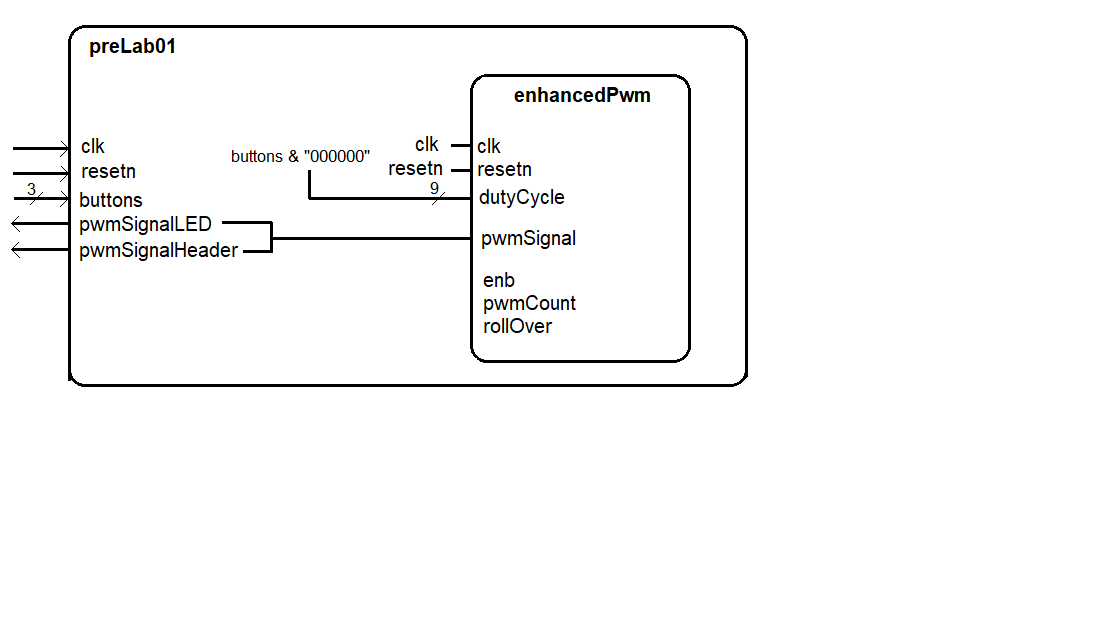 preLab01
enhancedPwm
clk
resetn
3
buttons
pwmSignalLED
pwmSignalHeader
buttons & "000000"
clk
resetn
9
clk
resetn
dutyCycle
pwmSignal
enb
pwmCount
rollOver